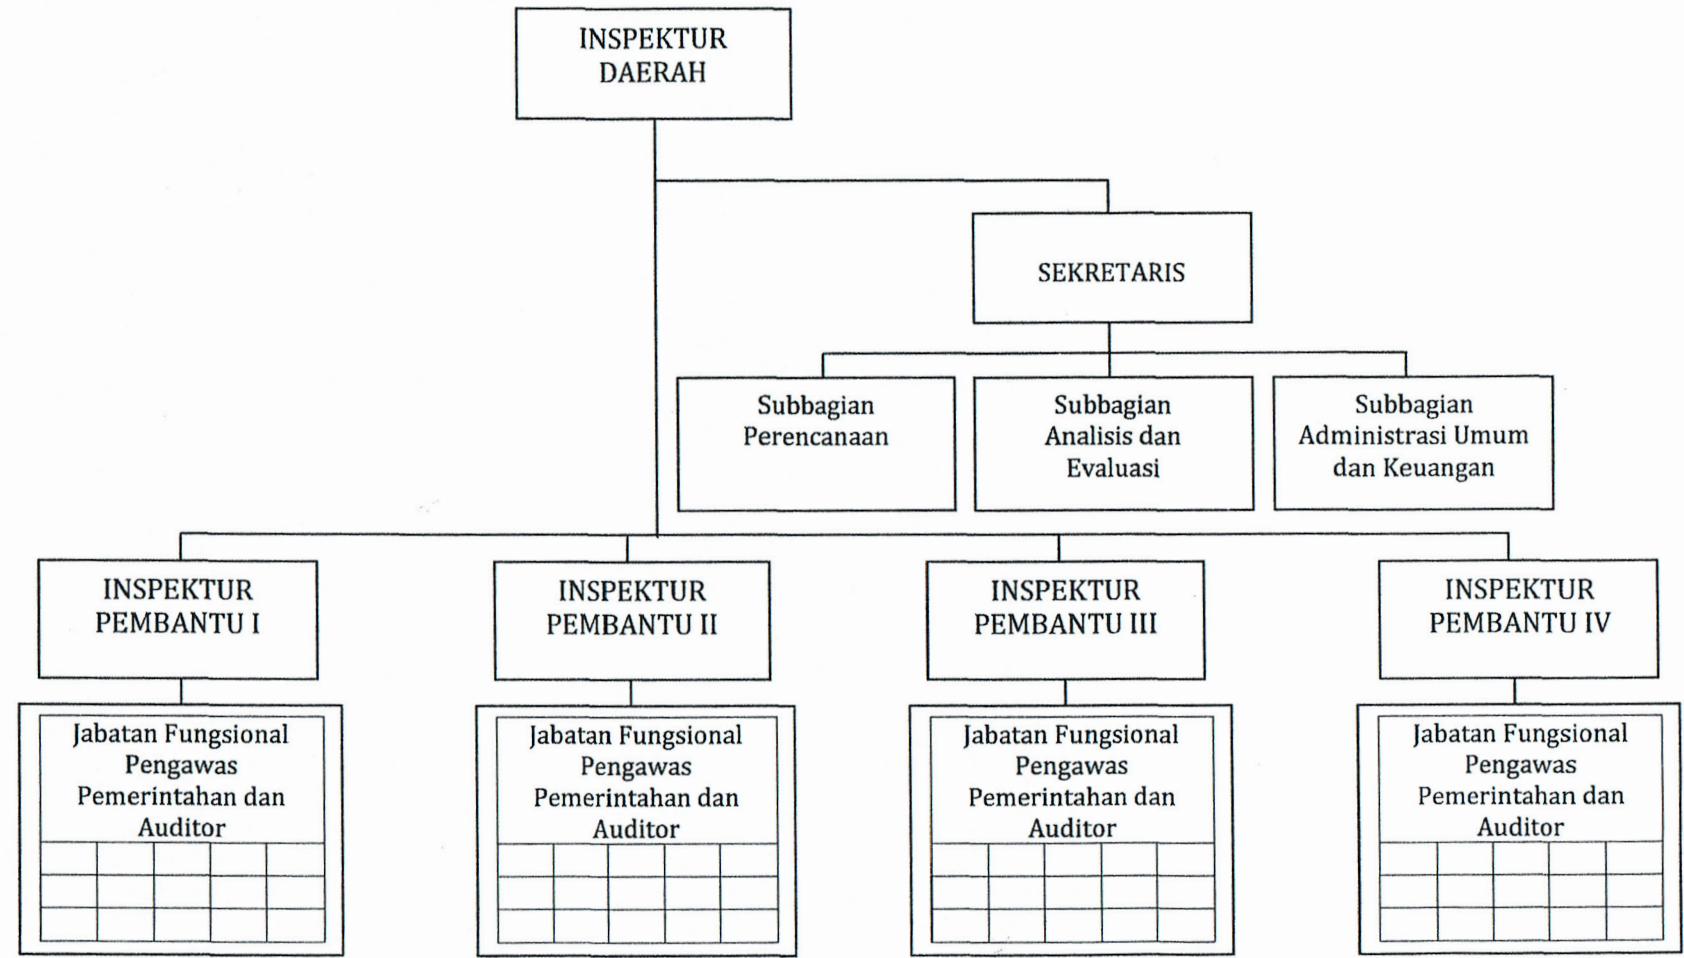 INSPEKTUR
DAERAH
SEKRETARIS
Subbagian
Perencanaan
Subbagian
Analisis dan
Evaluasi
Subbagian
Administrasi Umum
dan Keuangan
INSPEKTUR
PEMBANTU I
INSPEKTUR
PEMBANTU II
INSPEKTUR
PEMBANTU III
INSPEKTUR
PEMBANTU IV
Jabatan Fungsional
Pengawas
Pemerintahan dan
Auditor
Jabatan Fungsional
Pengawas
Pemerintahan dan
Auditor
Jabatan Fungsional
Pengawas
Pemerintahan dan
Auditor
Jabatan Fungsional
Pengawas
Pemerintahan dan
Auditor